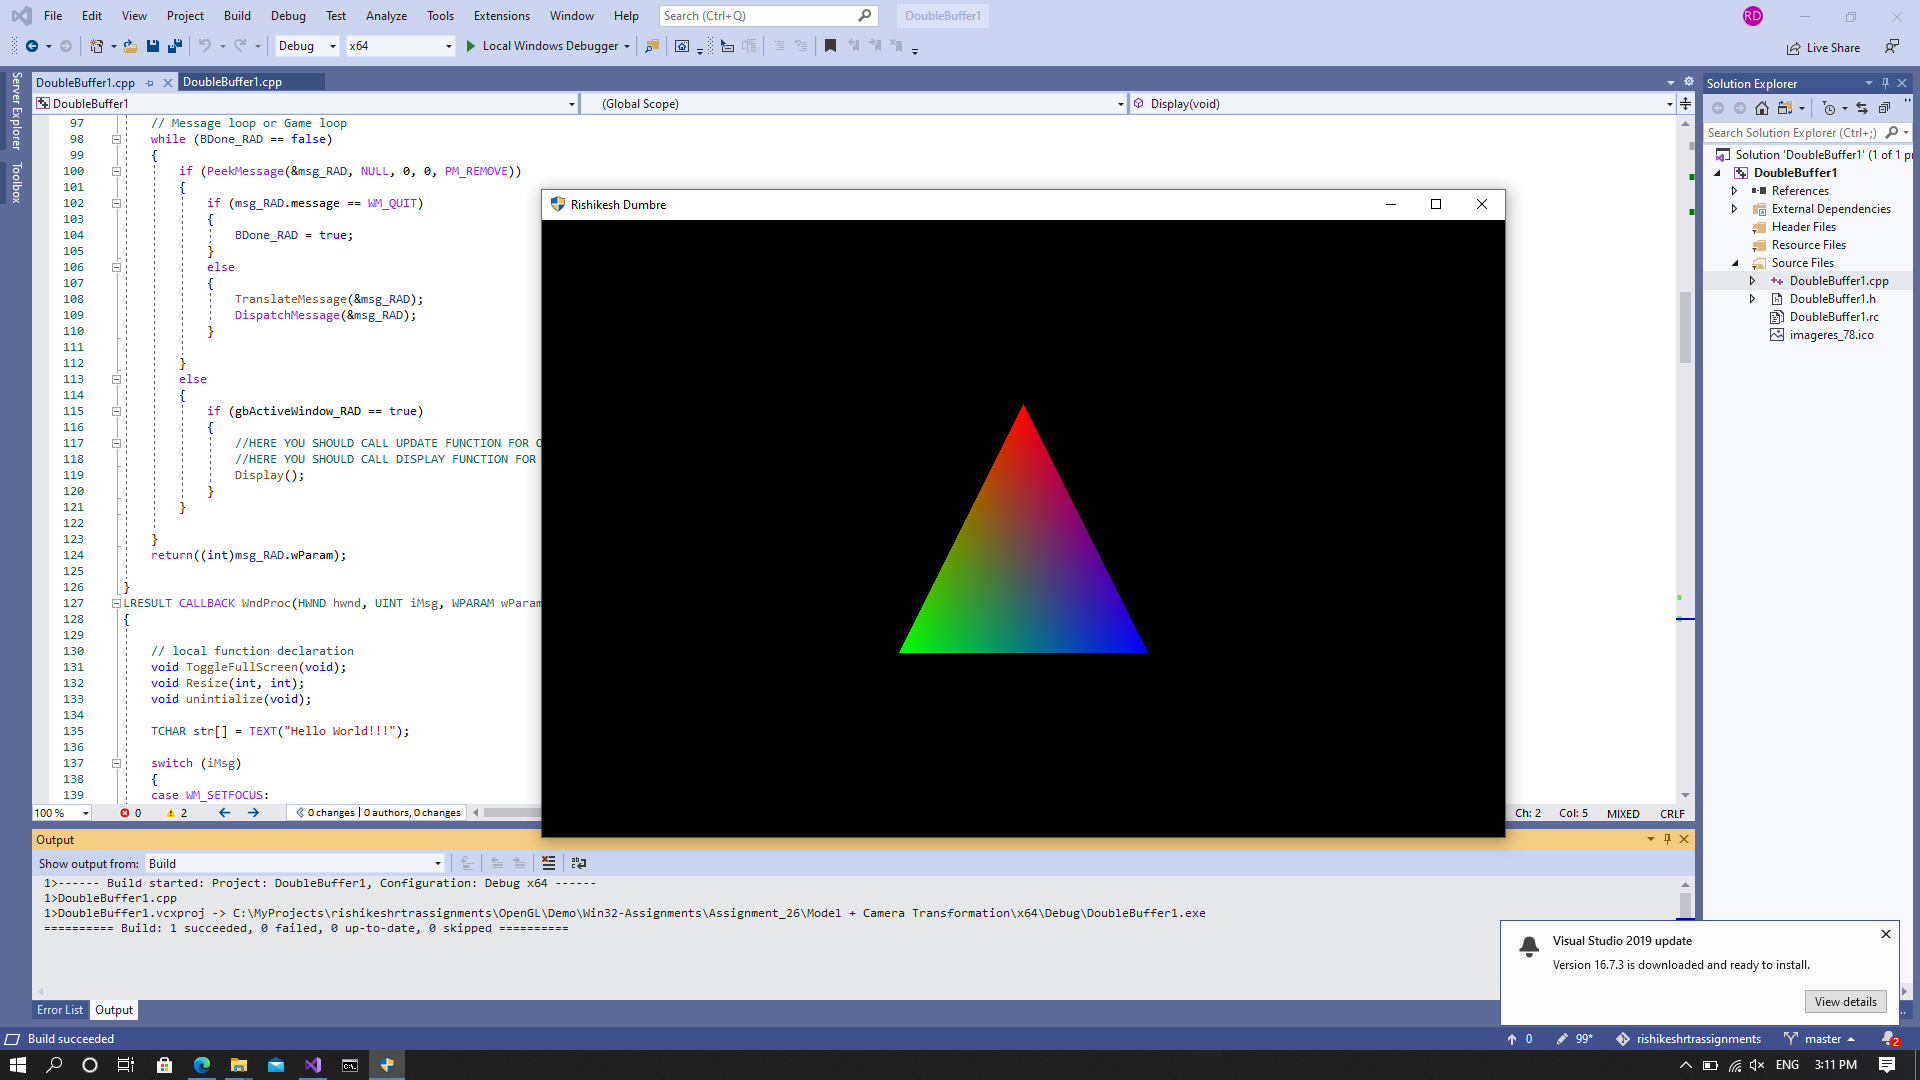 File Edit View Project Build Debug Test Analyze Tools Extensions Window Help Search (Ctrl+Q) DoubleBuffer1 RD
Debug x64 Local Windows Debugger Live Share
Server Explorer
Toolbox
DoubleBuffer1.cpp DoubleBuffer1.cpp
DoubleBuffer1 (Global Scope) Display(void)
97 // Message loop or Game loop
98 while (BDone_RAD == false)
99 {
100 if (PeekMessage(&msg_RAD, NULL, 0, 0, PM_REMOVE))
101 {
102 if (msg_RAD.message == WM_QUIT)
103 {
104 BDone_RAD = true;
105 }
106 else
107 {
108 TranslateMessage(&msg_RAD);
109 DispatchMessage(&msg_RAD);
110 }
111
112 }
113 else
114 {
115 if (gbActiveWindow_RAD == true)
116 {
117 //HERE YOU SHOULD CALL UPDATE FUNCTION FOR
118 //HERE YOU SHOULD CALL DISPLAY FUNCTION FOR
119 Display();
120 }
121 }
122
123 }
124 return((int)msg_RAD.wParam);
125
126 }
127 LRESULT CALLBACK WndProc(HWND hwnd, UINT iMsg, WPARAM wParam
128 {
129
130 // local function declaration
131 void ToggleFullScreen(void);
132 void Resize(int, int);
133 void unintialize(void);
134
135 TCHAR str[] = TEXT("Hello World!!!");
136
137 switch (iMsg)
138 {
139 case WM_SETFOCUS:
100 % 0 2 0 changes | 0 authors, 0 changes Ch: 2 Col: 5 MIXED CRLF
Rishikesh Dumbre
Solution Explorer
Search Solution Explorer (Ctrl+;)
Solution 'DoubleBuffer1' (1 of 1 p
DoubleBuffer1
References
External Dependencies
Header Files
Resource Files
Source Files
DoubleBuffer1.cpp
DoubleBuffer1.h
DoubleBuffer1.rc
imageres_78.ico
Output
Show output from: Build
1>------ Build started: Project: DoubleBuffer1, Configuration: Debug x64 ------
1>DoubleBuffer1.cpp
1>DoubleBuffer1.vcxproj -> C:\MyProjects\rishikeshrtrassignments\OpenGL\Demo\Win32-Assignments\Assignment_26\Model + Camera Transformation\x64\Debug\DoubleBuffer1.exe
========== Build: 1 succeeded, 0 failed, 0 up-to-date, 0 skipped ==========
Visual Studio 2019 update
Version 16.7.3 is downloaded and ready to install.
View details
Error List Output
Build succeeded 0 99* rishikeshrtrassignments master 2
ENG 3:11 PM